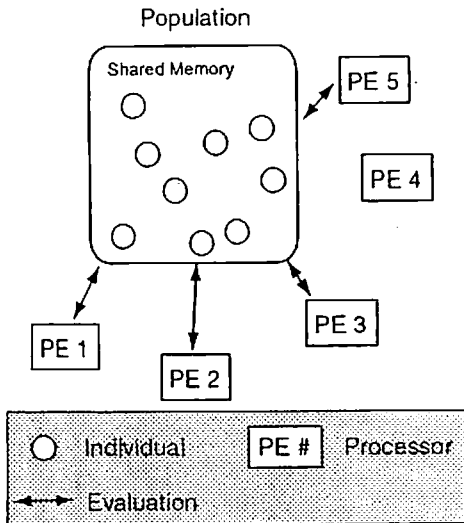 Population
Shared Memory
PE 5
PE 4
PE 3
PE 1
PE 2
Individual PE # Processor
Evaluation